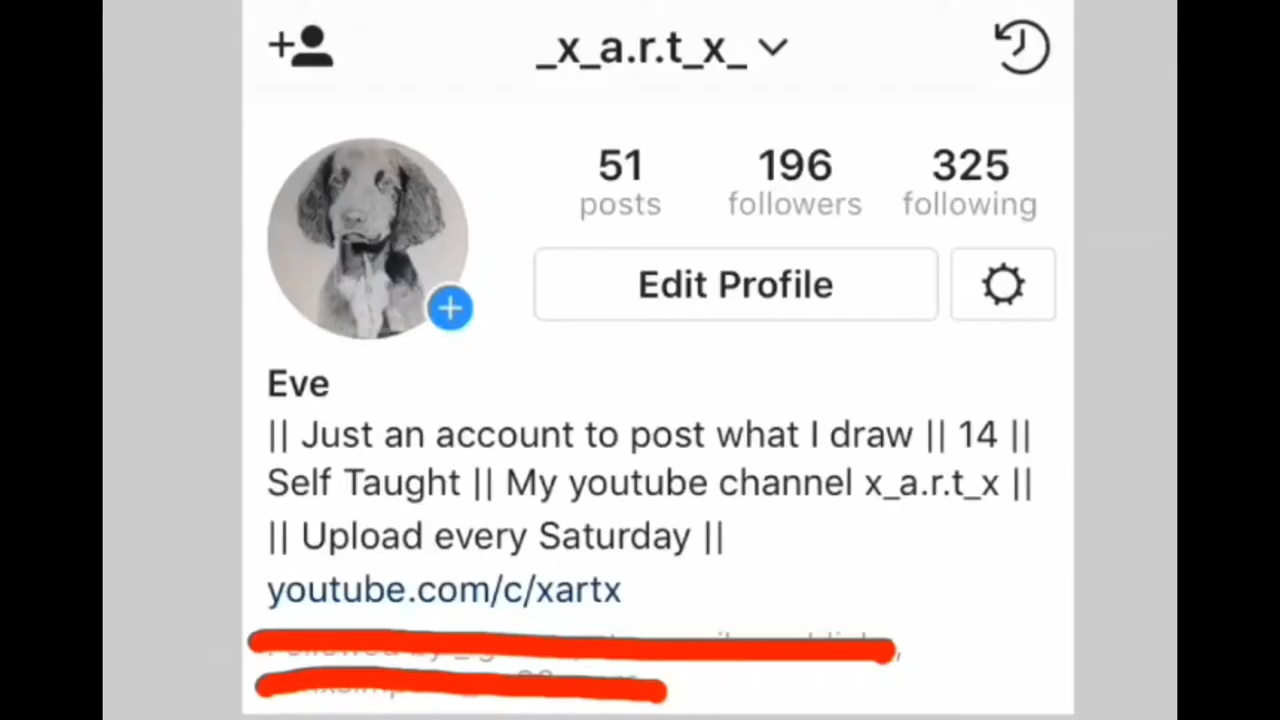 _x_a.r.t_x_
51 196 325
posts followers following
Edit Profile
Eve
|| Just an account to post what I draw || 14 ||
Self Taught || My youtube channel x_a.r.t_x ||
|| Upload every Saturday ||
youtube.com/c/xartx